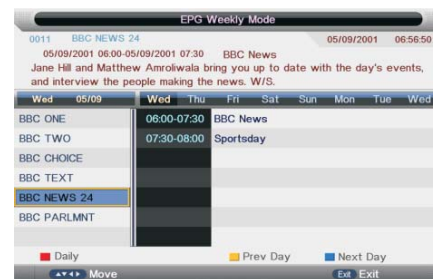 EPG Weekly Mode
0011 BBC NEWS 24 05/09/2001 06:56:50
05/09/2001 06:00-05/09/2001 07:30 BBC News
Jane Hill and Matthew Amroliwala bring you up to date with the day's events,
and interview the people making the news. W/S.
Wed 05/09 Wed Thu Fri Sat Sun Mon Tue Wed
BBC ONE 06:00-07:30 BBC News
BBC TWO 07:30-08:00 Sportsday
BBC CHOICE
BBC TEXT
BBC NEWS 24
BBC PARLMNT
Daily Prev Day Next Day
Move Exit Exit